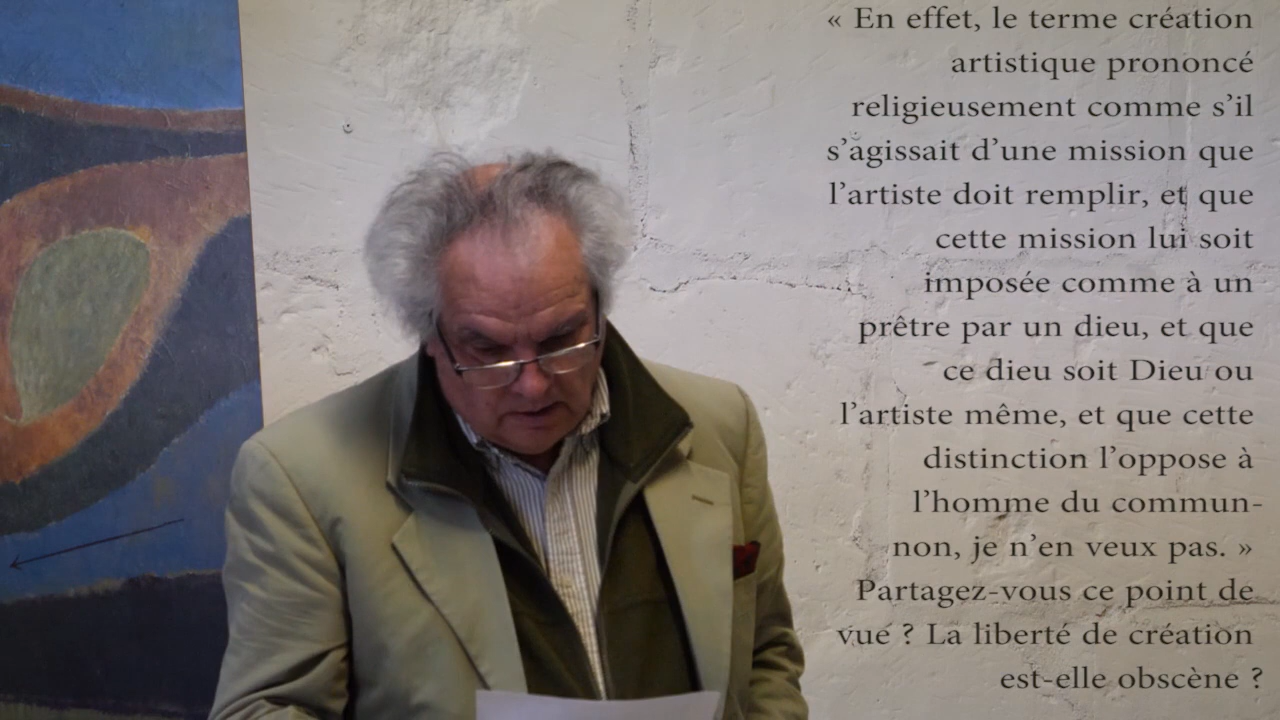 « En effet, le terme création
artistique prononcé
religieusement comme s'il
s'agissait d'une mission que
l'artiste doit remplir, et que
cette mission lui soit
imposée comme à un
prêtre par un dieu, et que
ce dieu soit Dieu ou
l'artiste même, et que cette
distinction l'oppose à
l'homme du commun-
non, je n'en veux pas. »
Partagez-vous ce point de
vue ? La liberté de création
est-elle obscène ?